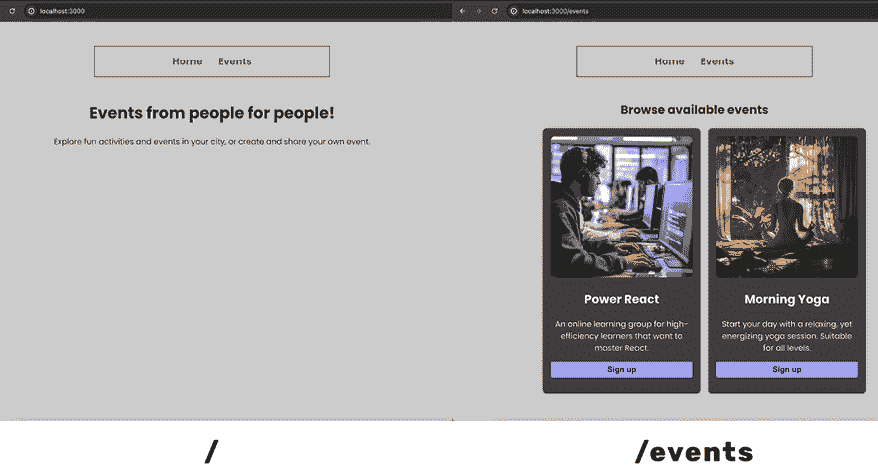 localhost:3000
Home Events
Events from people for people!
Explore fun activities and events in your city, or create and share your own event.
/
localhost:3000/events
Home Events
Browse available events
Power React
An online learning group for high-
efficiency learners that want to
master React.
Sign up
Morning Yoga
Start your day with a relaxing, yet
energizing yoga session. Suitable
for all levels.
Sign up
/events